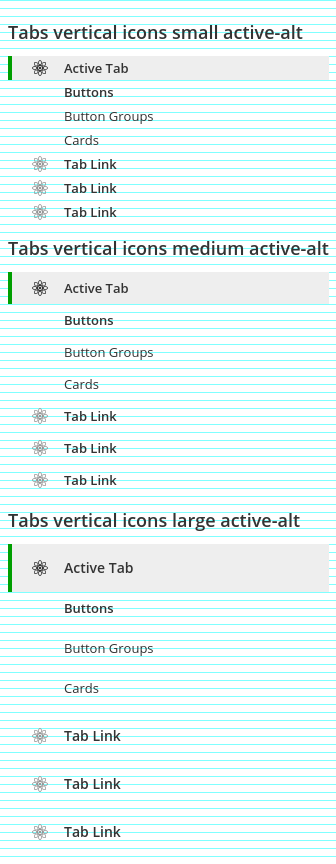 Tabs vertical icons small active-alt
Active Tab
Buttons
Button Groups
Cards
Tab Link
Tab Link
Tab Link
Tabs vertical icons medium active-alt
Active Tab
Buttons
Button Groups
Cards
Tab Link
Tab Link
Tab Link
Tabs vertical icons large active-alt
Active Tab
Buttons
Button Groups
Cards
Tab Link
Tab Link
Tab Link